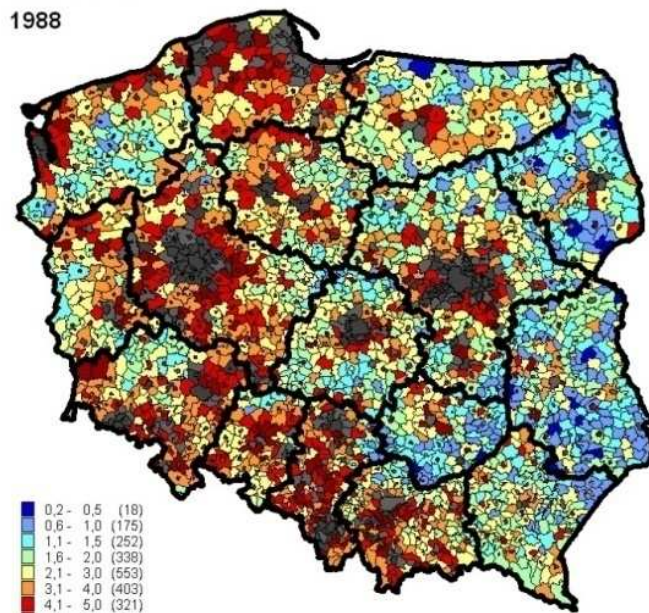 1988
0,2 - 0,5 (18)
0,6 - 1,0 (175)
1,1 - 1,5 (252)
1,6 - 2,0 (338)
2,1 - 3,0 (553)
3,1 - 4,0 (403)
4,1 - 5,0 (321)